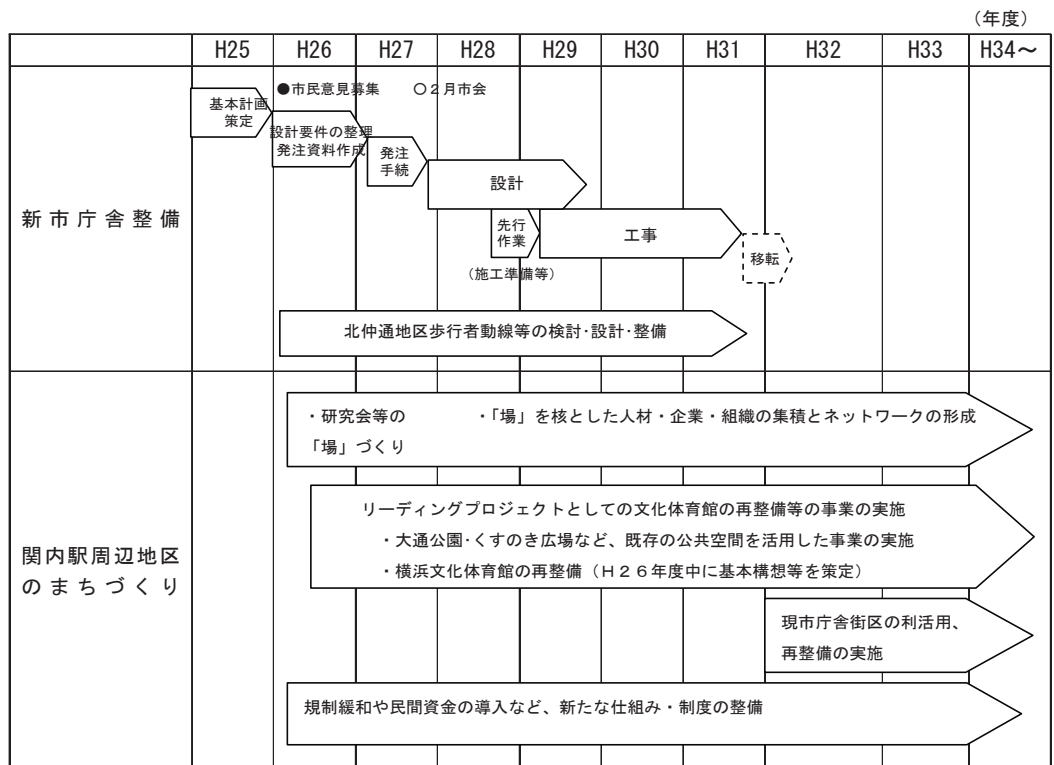 （年度）
H25 H26 H27 H28 H29 H30 H31 H32 H33 H34～
新市庁舎整備
●市民意見募集 ○２月市会
基本計画
策定
設計要件の整理
発注資料作成
発注
手続
設計
先行
作業
工事
移転
（施工準備等）
北仲通地区歩行者動線等の検討･設計･整備
関内駅周辺地区
のまちづくり
・研究会等の ・「場」を核とした人材・企業・組織の集積とネットワークの形成
「場」づくり
リーディングプロジェクトとしての文化体育館の再整備等の事業の実施
・大通公園･くすのき広場など、既存の公共空間を活用した事業の実施
・横浜文化体育館の再整備（Ｈ２６年度中に基本構想等を策定）
現市庁舎街区の利活用、
再整備の実施
規制緩和や民間資金の導入など、新たな仕組み・制度の整備